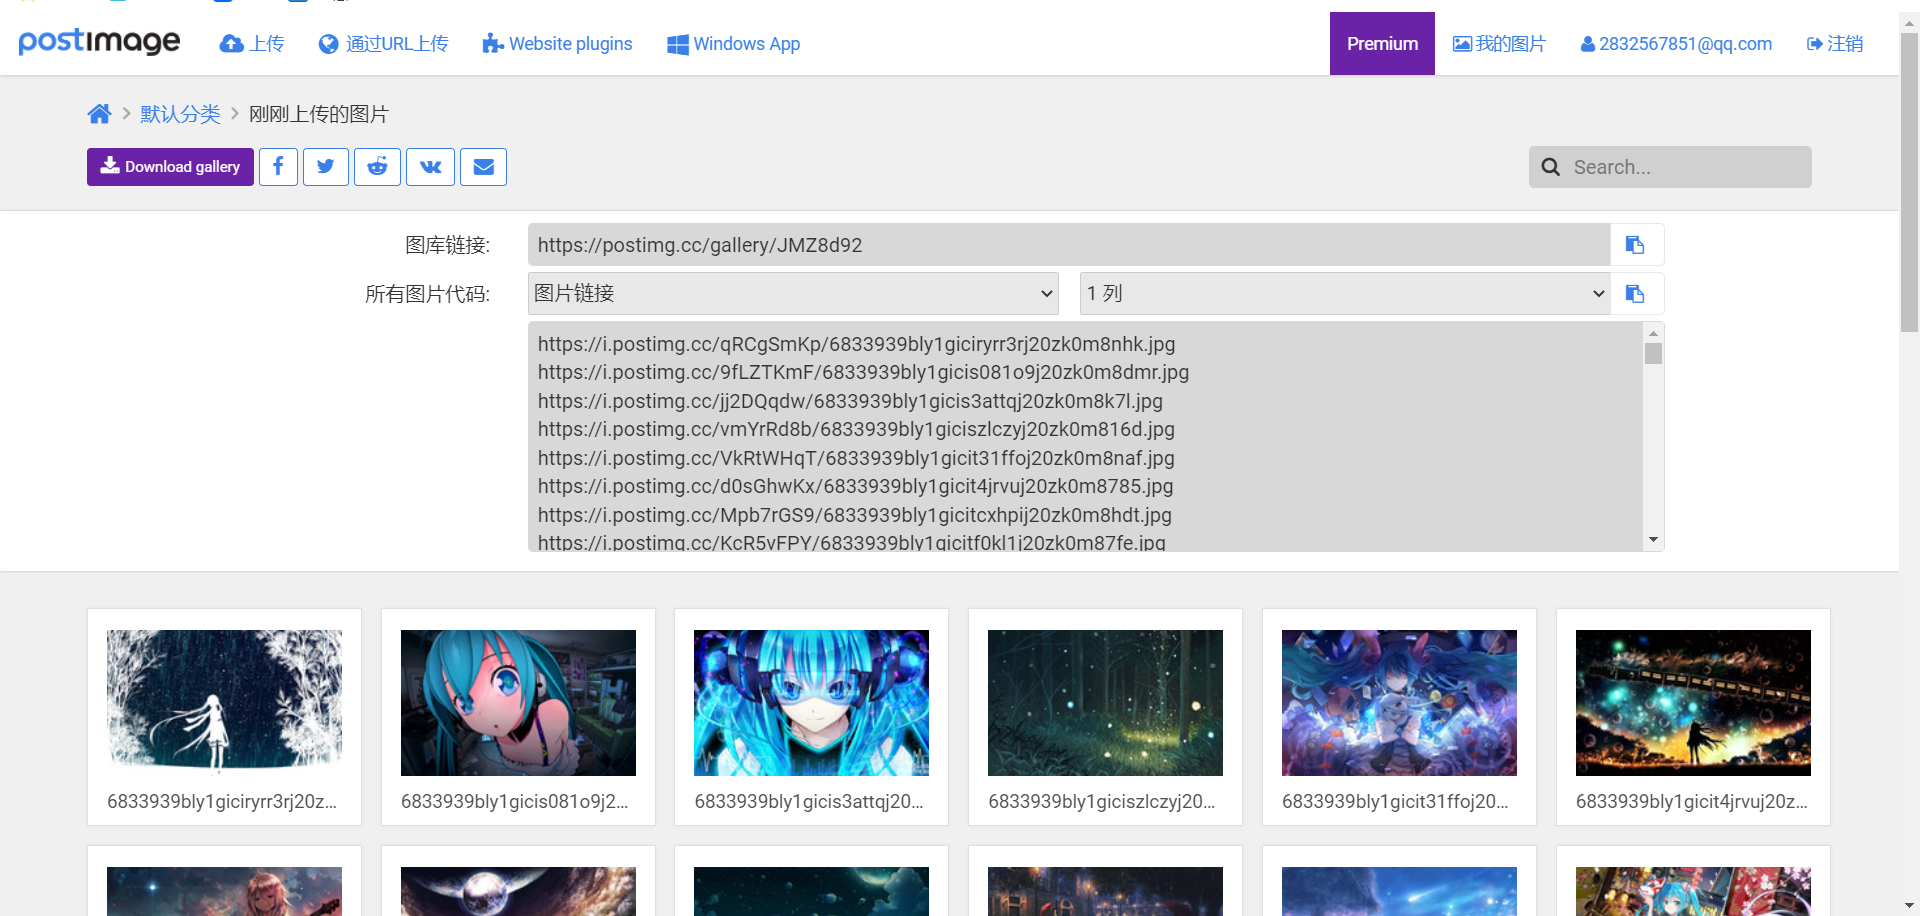 postimage
上传
通过URL上传
Website plugins
Windows App
Premium
我的图片
2832567851@qq.com
注销
默认分类
刚刚上传的图片
Download gallery
Search...
图库链接:
https://postimg.cc/gallery/JMZ8d92
所有图片代码:
图片链接
1 列
https://i.postimg.cc/qRCgSmKp/6833939bly1giciryrr3rj20zk0m8nhk.jpg
https://i.postimg.cc/9fLZTKmF/6833939bly1gicis081o9j20zk0m8dmr.jpg
https://i.postimg.cc/jj2DQqdw/6833939bly1gicis3attqj20zk0m8k7l.jpg
https://i.postimg.cc/vmYrRd8b/6833939bly1giciszlczyj20zk0m816d.jpg
https://i.postimg.cc/VkRtWHqT/6833939bly1gicit31ffoj20zk0m8naf.jpg
https://i.postimg.cc/d0sGhwKx/6833939bly1gicit4jrvuj20zk0m8785.jpg
https://i.postimg.cc/Mpb7rGS9/6833939bly1gicitcxhpij20zk0m8hdt.jpg
https://i.postimg.cc/KcR5vFPY/6833939bly1gicitf0kl1j20zk0m87fe.jpg
6833939bly1giciryrr3rj20z...
6833939bly1gicis081o9j2...
6833939bly1gicis3attqj20...
6833939bly1giciszlczyj20...
6833939bly1gicit31ffoj20...
6833939bly1gicit4jrvuj20z...